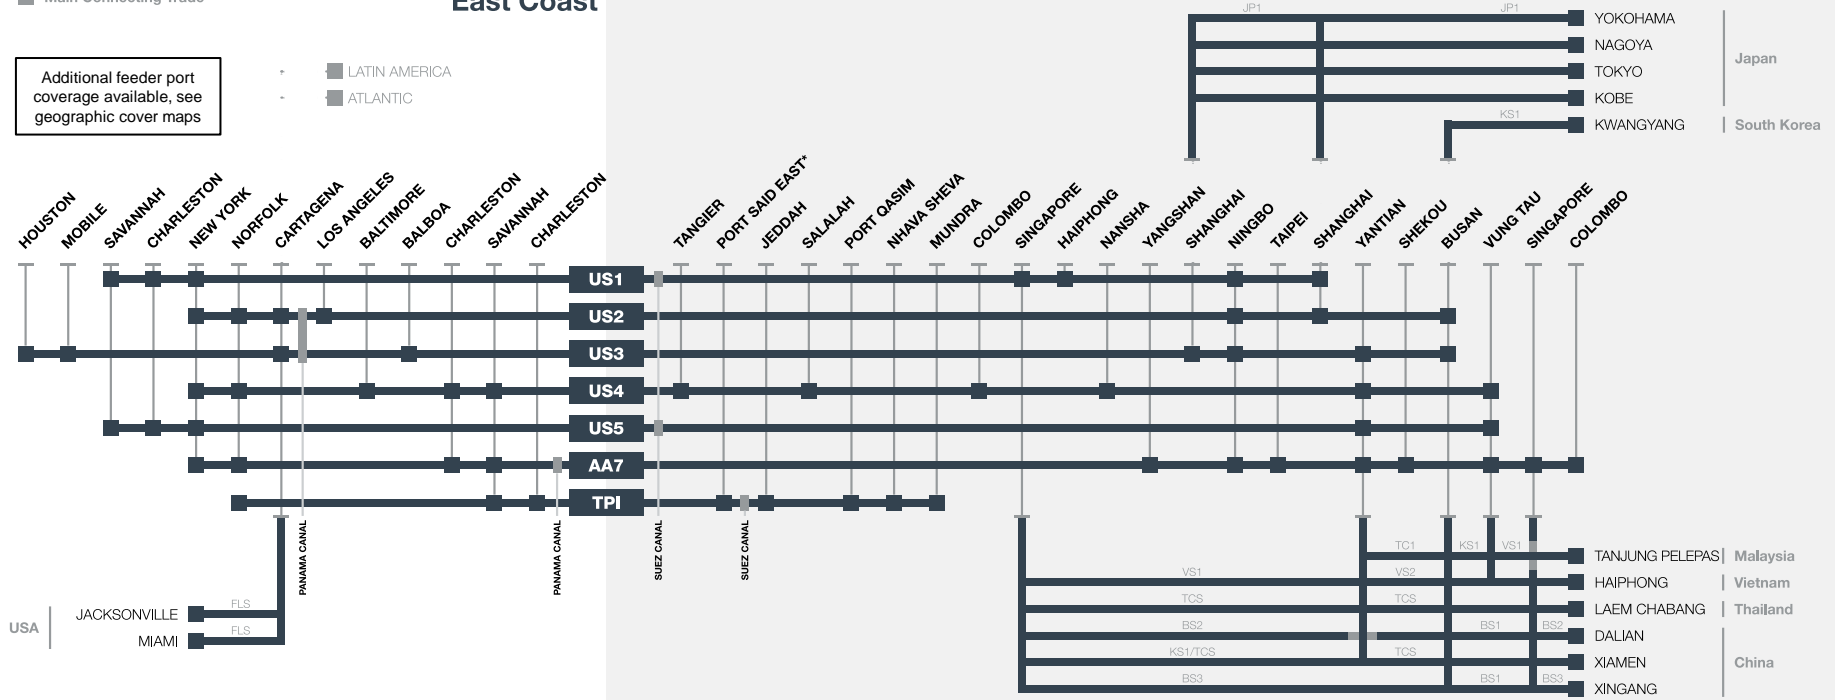 Main Connecting Trade
East Coast
Additional feeder port
coverage available, see
geographic cover maps
LATIN AMERICA
ATLANTIC
JP1
JP1
YOKOHAMA
NAGOYA
TOKYO
KOBE
Japan
KS1
KWANGYANG
South Korea
HOUSTON
MOBILE
SAVANNAH
CHARLESTON
NEW YORK
NORFOLK
CARTAGENA
LOS ANGELES
BALTIMORE
BALBOA
CHARLESTON
SAVANNAH
CHARLESTON
TANGIER
PORT SAID EAST*
JEDDAH
SALALAH
PORT QASIM
NHAVA SHEVA
MUNDRA
COLOMBO
SINGAPORE
HAIPHONG
NANSHA
YANGSHAN
SHANGHAI
NINGBO
TAIPEI
SHANGHAI
YANTIAN
SHEKOU
BUSAN
VUNG TAU
SINGAPORE
COLOMBO
US1
US2
US3
US4
US5
AA7
TPI
PANAMA CANAL
PANAMA CANAL
SUEZ CANAL
SUEZ CANAL
USA
JACKSONVILLE
FLS
MIAMI
FLS
TC1
KS1
VS1
TANJUNG PELEPAS
Malaysia
VS1
VS2
HAIPHONG
Vietnam
TCS
TCS
LAEM CHABANG
Thailand
BS2
BS1
BS2
DALIAN
KS1/TCS
TCS
XIAMEN
China
BS3
BS1
BS3
XINGANG